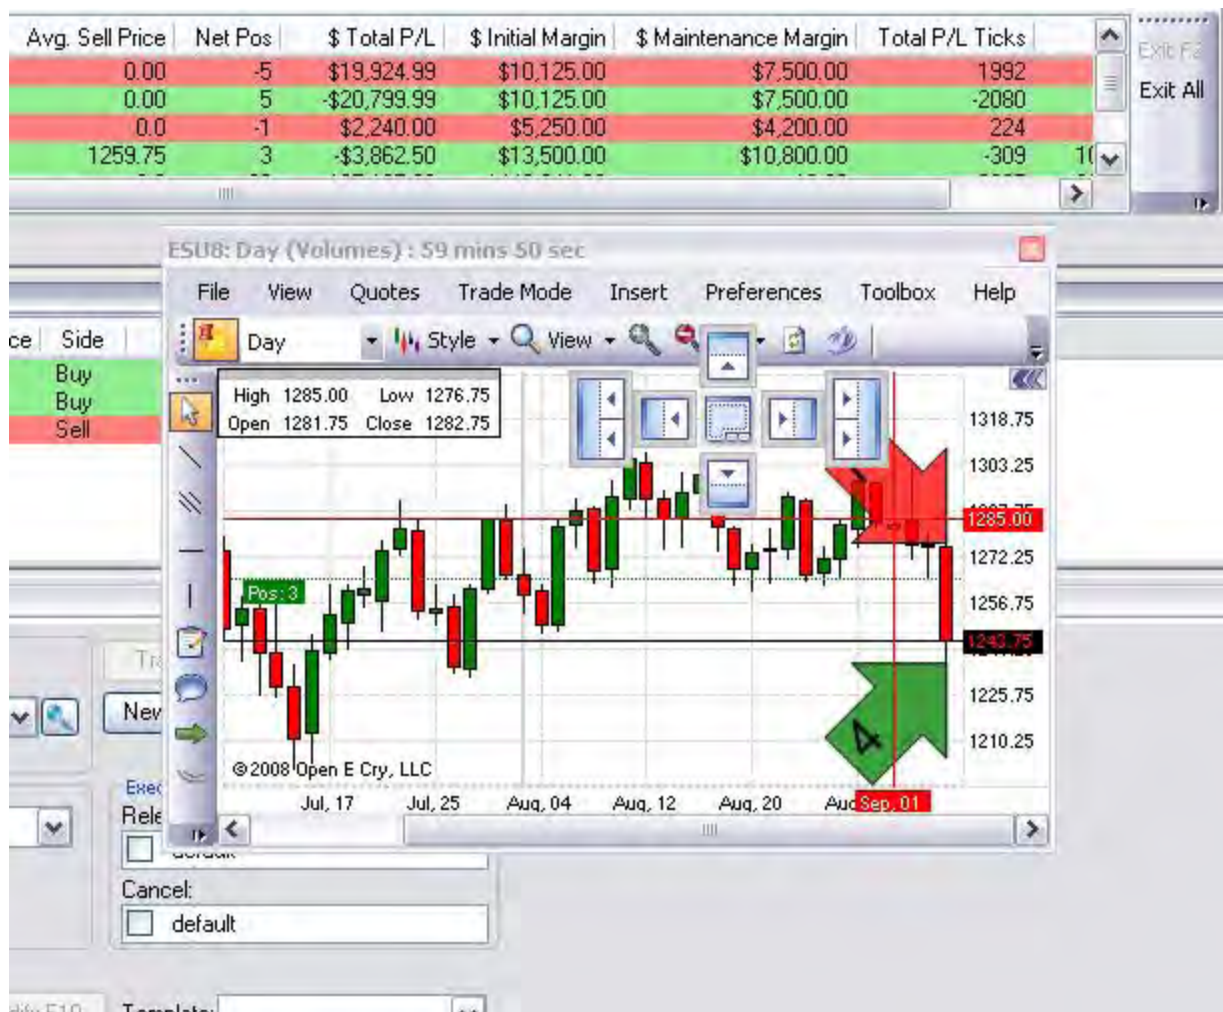 Avg. Sell Price Net Pos $ Total P/L $ Initial Margin $ Maintenance Margin Total P/L Ticks
0.00 -5 $19,924.99 $10,125.00 $7,500.00 1992
0.00 5 -$20,799.99 $10,125.00 $7,500.00 -2080
0.0 -1 $2,240.00 $5,250.00 $4,200.00 224
1259.75 3 -$3,862.50 $13,500.00 $10,800.00 -309
Exit
Exit All
ESU8: Day (Volumes) : 59 mins 50 sec
File View Quotes Trade Mode Insert Preferences Toolbox Help
Day Style View
Side
Buy
Buy
Sell
High 1285.00 Low 1276.75
Open 1281.75 Close 1282.75
1318.75
1303.25
1285.00
1272.25
1256.75
1243.75
1225.75
1210.25
Pos: 3
4
©2008 Open E Cry, LLC
Jul, 17 Jul, 25 Aug, 04 Aug, 12 Aug, 20 Sep, 01
New
default
Cancel:
default
Template: